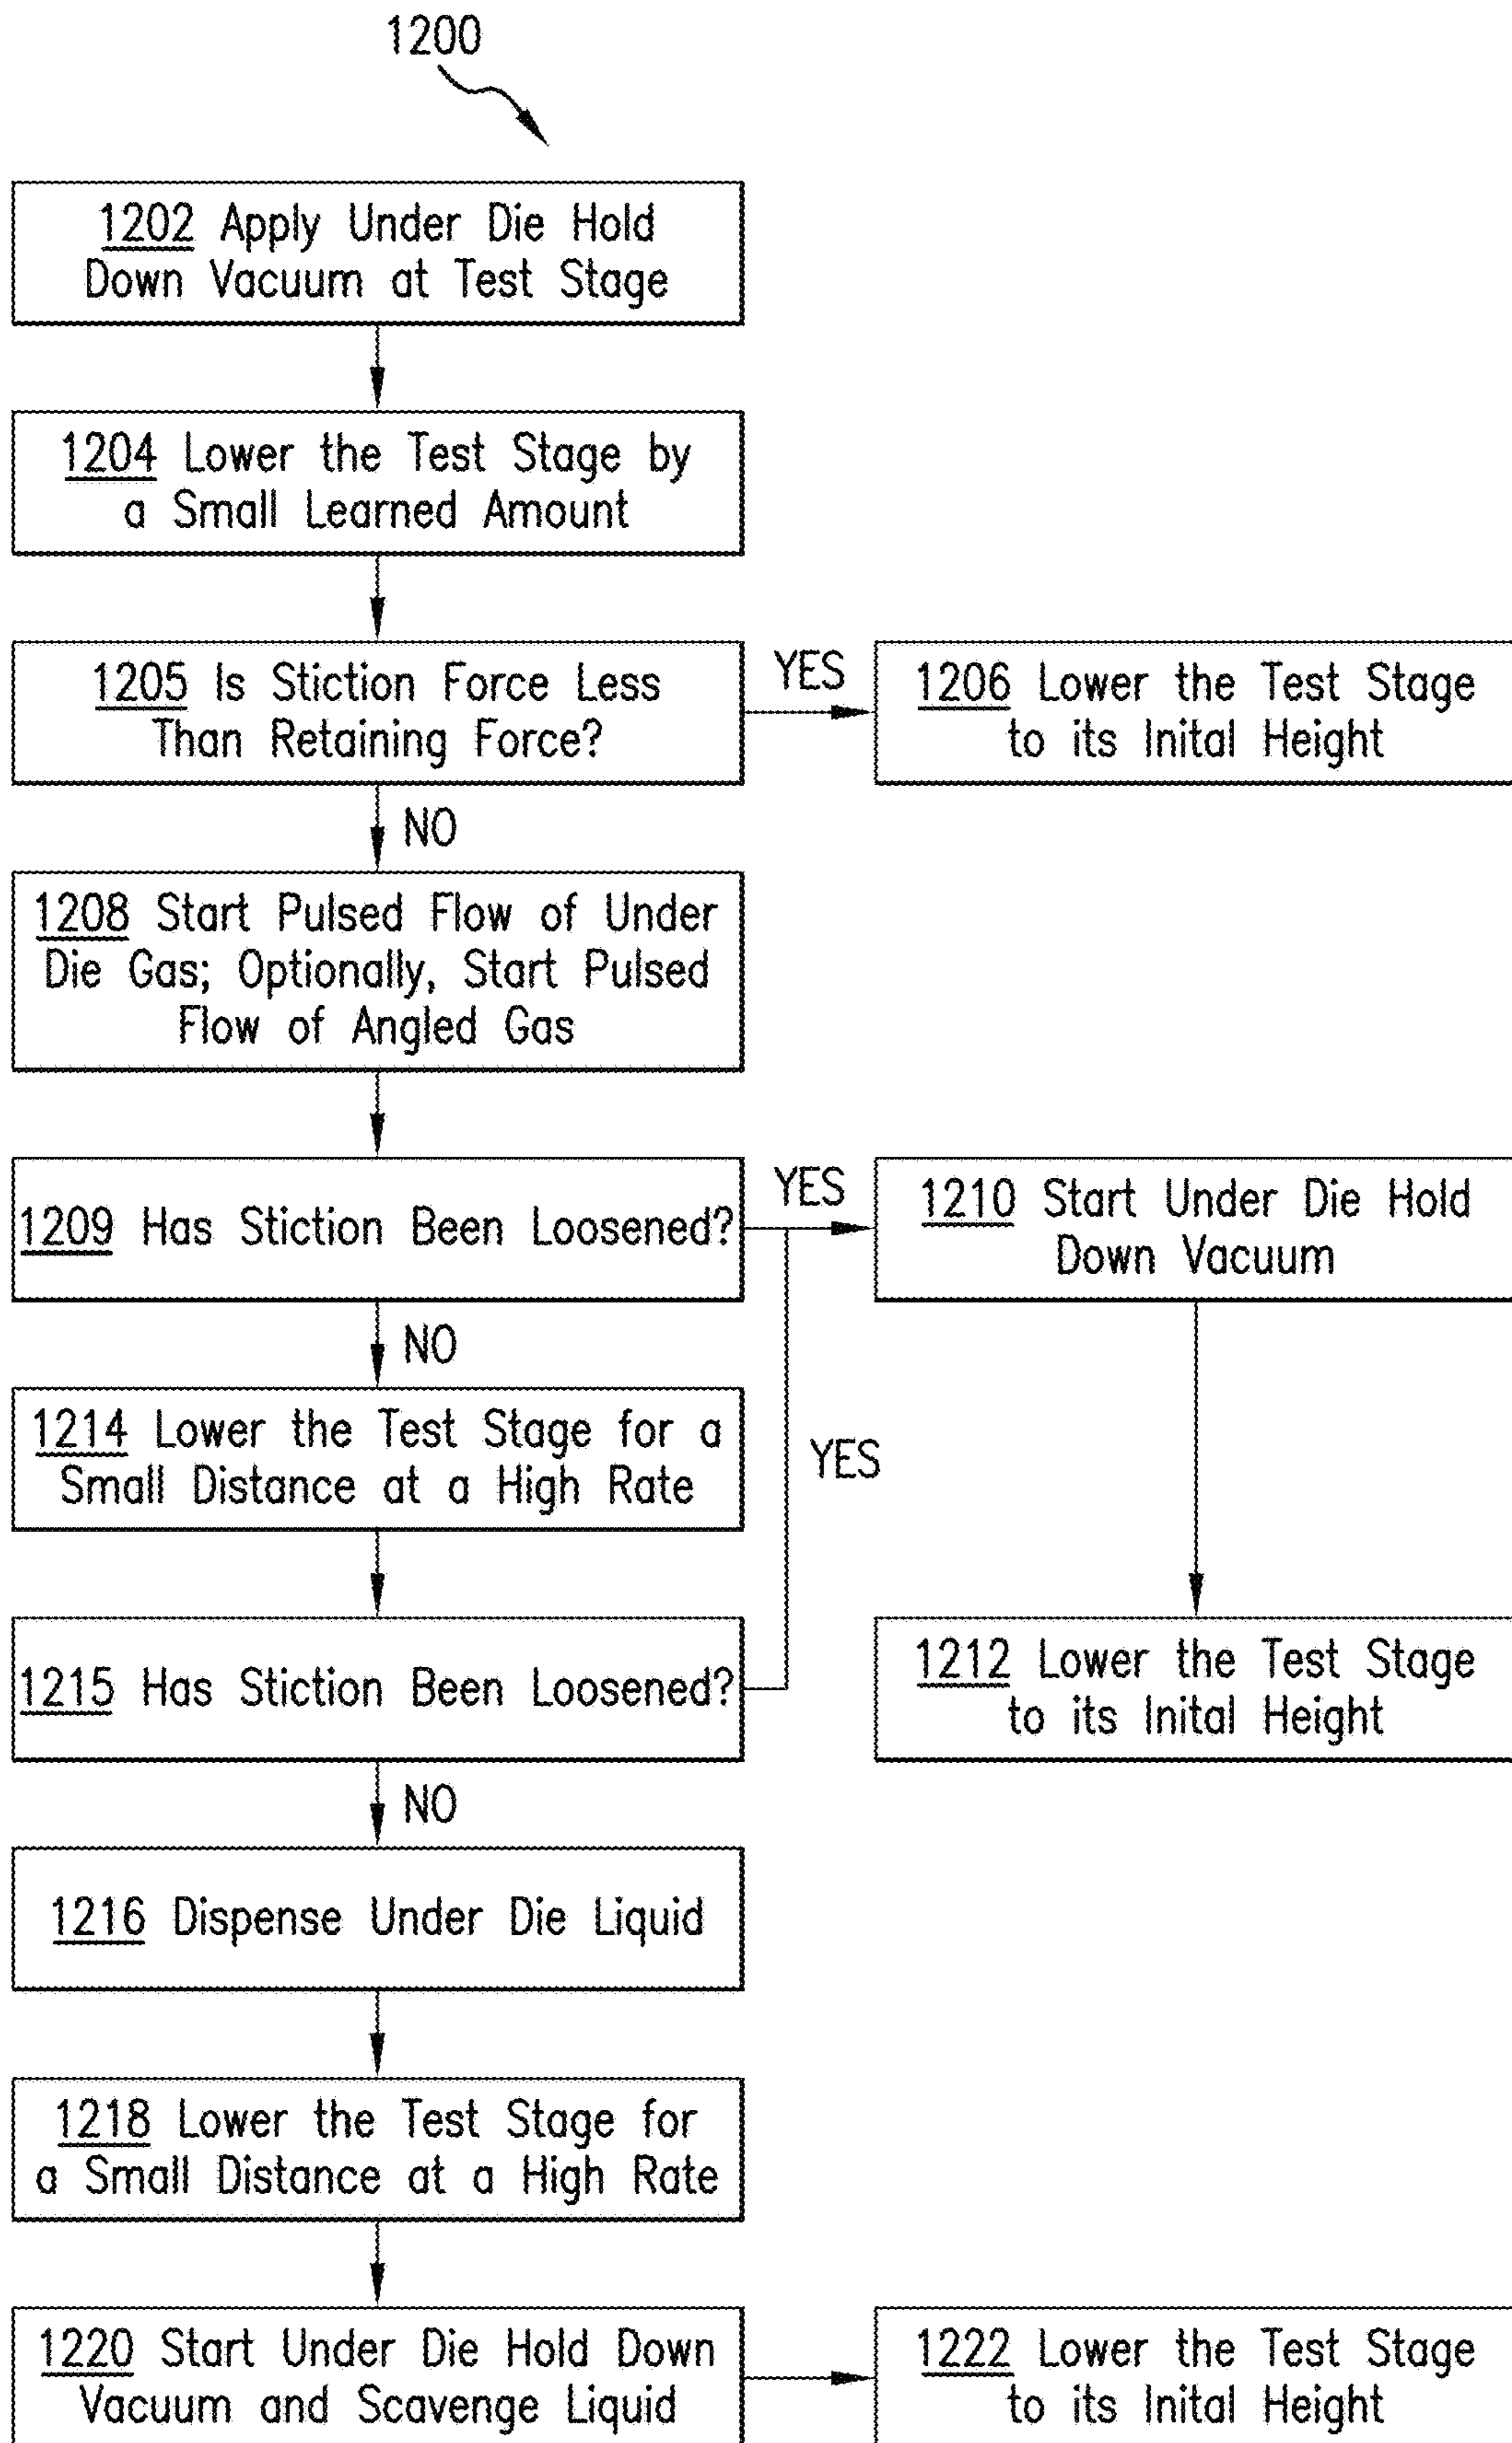 1200
1202 Apply Under Die Hold
Down Vacuum at Test Stage
1204 Lower the Test Stage by
a Small Learned Amount
1205 Is Stiction Force Less
Than Retaining Force?
YES
1206 Lower the Test Stage
to its Inital Height
NO
1208 Start Pulsed Flow of Under
Die Gas; Optionally, Start Pulsed
Flow of Angled Gas
1209 Has Stiction Been Loosened?
YES
1210 Start Under Die Hold
Down Vacuum
NO
1214 Lower the Test Stage for a
Small Distance at a High Rate
YES
1215 Has Stiction Been Loosened?
1212 Lower the Test Stage
to its Inital Height
NO
1216 Dispense Under Die Liquid
1218 Lower the Test Stage for
a Small Distance at a High Rate
1220 Start Under Die Hold Down
Vacuum and Scavenge Liquid
1222 Lower the Test Stage
to its Inital Height